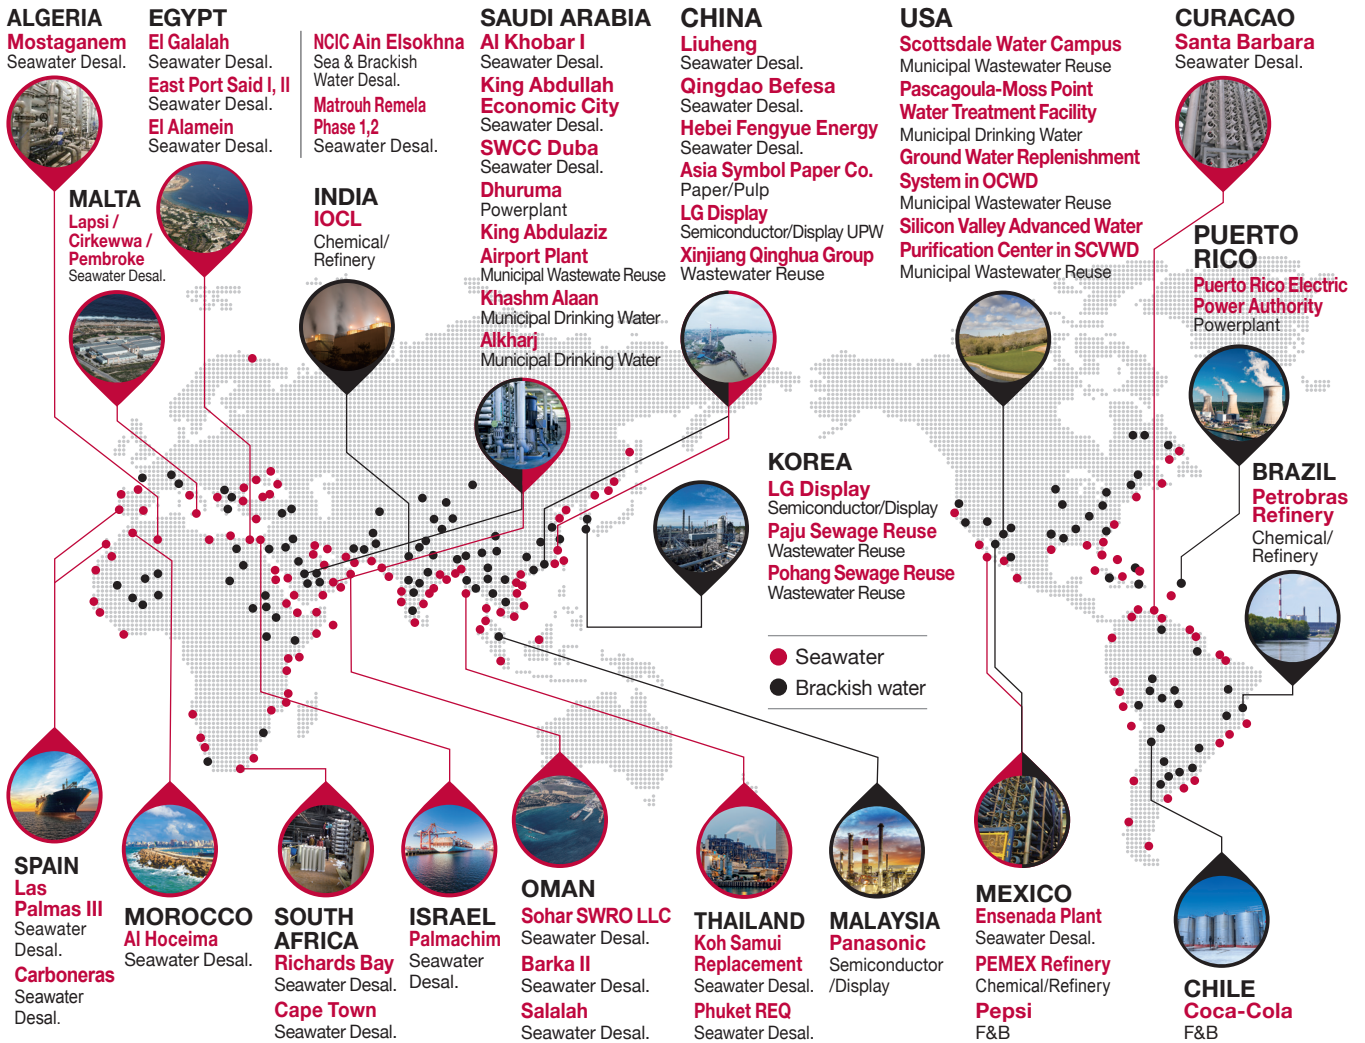 ALGERIA
Mostaganem
Seawater Desal.
EGYPT
El Galalah
Seawater Desal.
East Port Said I, II
Seawater Desal.
El Alamein
Seawater Desal.
NCIC Ain Elsokhna
Sea & Brackish
Water Desal.
Matrouh Remela
Phase 1,2
Seawater Desal.
SAUDI ARABIA
Al Khobar I
Seawater Desal.
King Abdullah
Economic City
Seawater Desal.
SWCC Duba
Seawater Desal.
Dhuruma
Powerplant
King Abdulaziz
Airport Plant
Municipal Wastewate Reuse
Khashm Alaan
Municipal Drinking Water
Alkharj
Municipal Drinking Water
CHINA
Liuheng
Seawater Desal.
Qingdao Befesa
Seawater Desal.
Hebei Fengyue Energy
Seawater Desal.
Asia Symbol Paper Co.
Paper/Pulp
LG Display
Semiconductor/Display UPW
Xinjiang Qinghua Group
Wastewater Reuse
USA
Scottsdale Water Campus
Municipal Wastewater Reuse
Pascagoula-Moss Point
Water Treatment Facility
Municipal Drinking Water
Ground Water Replenishment
System in OCWD
Municipal Wastewater Reuse
Silicon Valley Advanced Water
Purification Center in SCVWD
Municipal Wastewater Reuse
CURACAO
Santa Barbara
Seawater Desal.
MALTA
Lapsi /
Cirkewwa /
Pembroke
Seawater Desal.
INDIA
IOCL
Chemical/
Refinery
PUERTO
RICO
Puerto Rico Electric
Power Authority
Powerplant
KOREA
LG Display
Semiconductor/Display
Paju Sewage Reuse
Wastewater Reuse
Pohang Sewage Reuse
Wastewater Reuse
BRAZIL
Petrobras
Refinery
Chemical/
Refinery
Seawater
Brackish water
SPAIN
Las
Palmas III
Seawater
Desal.
Carboneras
Seawater
Desal.
MOROCCO
Al Hoceima
Seawater Desal.
SOUTH
AFRICA
Richards Bay
Seawater Desal.
Cape Town
Seawater Desal.
ISRAEL
Palmachim
Seawater
Desal.
OMAN
Sohar SWRO LLC
Seawater Desal.
Barka II
Seawater Desal.
Salalah
Seawater Desal.
THAILAND
Koh Samui
Replacement
Seawater Desal.
Phuket REQ
Seawater Desal.
MALAYSIA
Panasonic
Semiconductor
/Display
MEXICO
Ensenada Plant
Seawater Desal.
PEMEX Refinery
Chemical/Refinery
Pepsi
F&B
CHILE
Coca-Cola
F&B